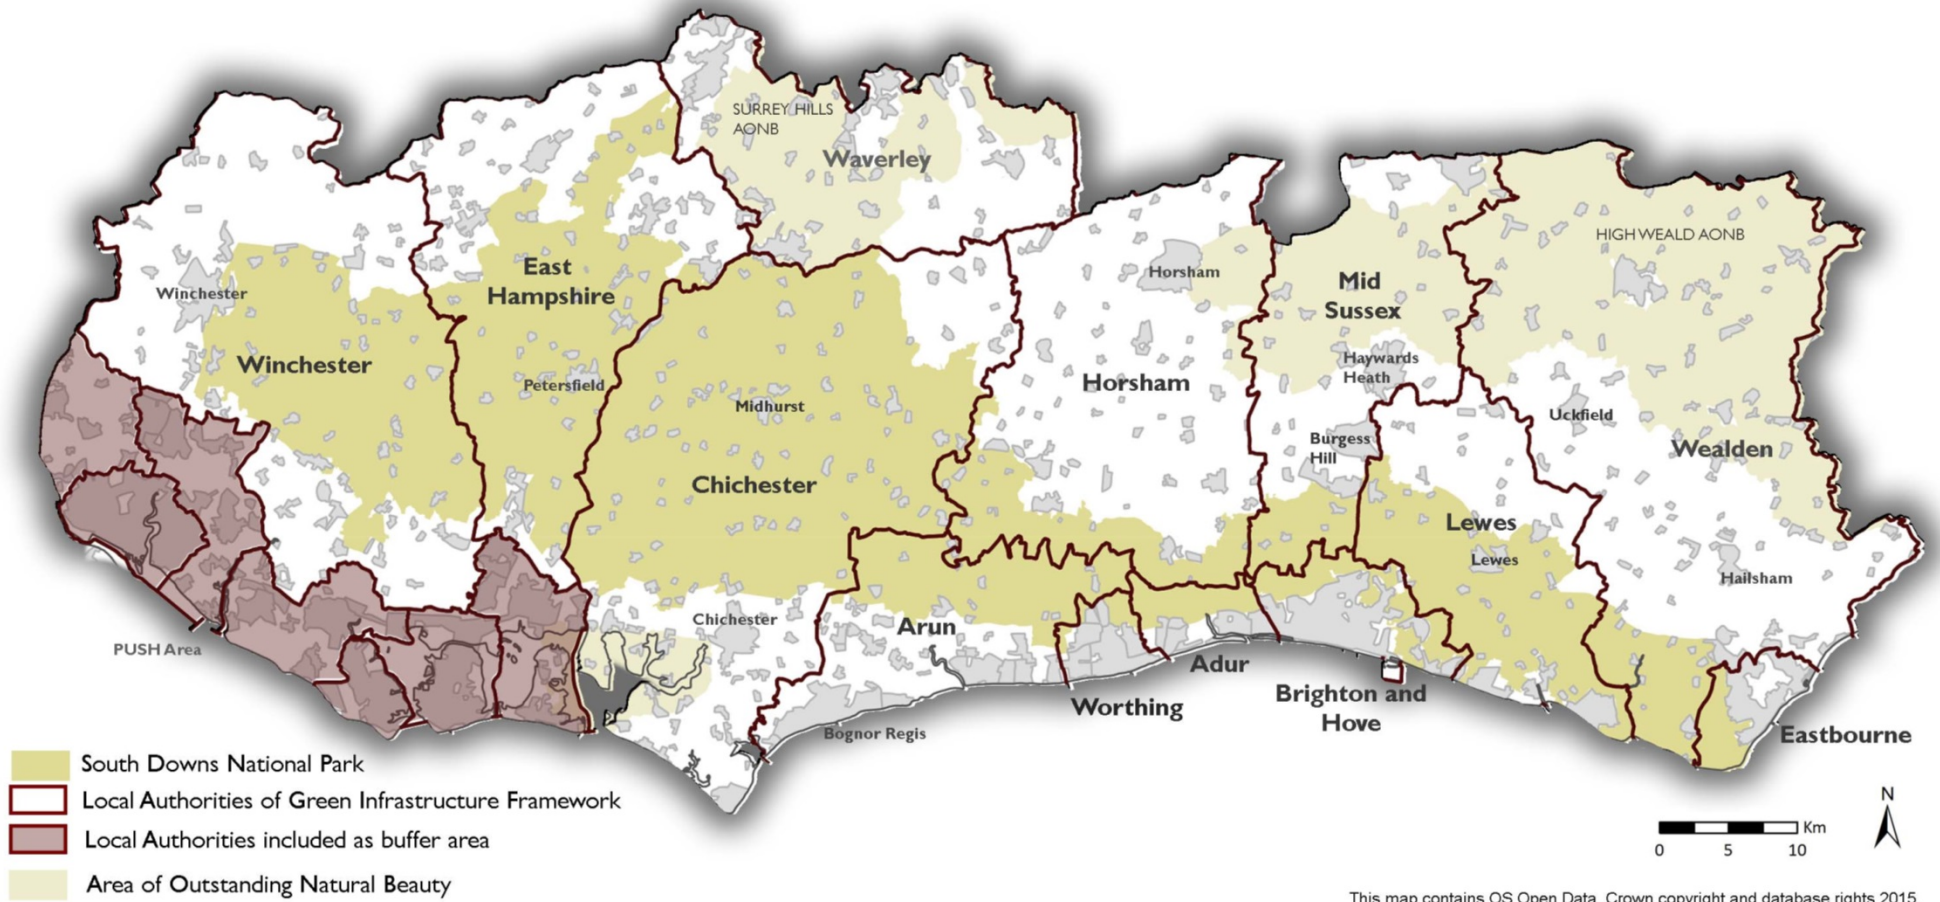 SURREY HILLS
AONB
Waverley
HIGH WEALD AONB
East
Hampshire
Horsham
Mid
Sussex
Winchester
Winchester
Petersfield
Midhurst
Horsham
Haywards
Heath
Uckfield
Burgess
Hill
Wealden
Chichester
Lewes
Lewes
Hailsham
Chichester
Arun
PUSH Area
Adur
Worthing
Brighton and
Hove
Bognor Regis
Eastbourne
South Downs National Park
Local Authorities of Green Infrastructure Framework
Local Authorities included as buffer area
Area of Outstanding Natural Beauty
N
Km
0 5 10
This map contains OS Open Data. Crown copyright and database rights 2015